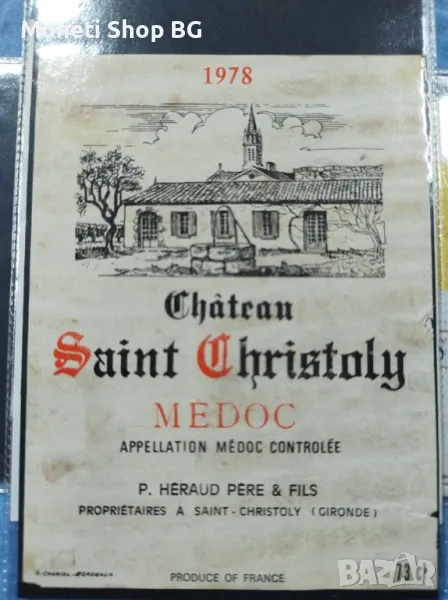 Moneti Shop BG
1978
Château
Saint Christoly
MÉDOC
APPELLATION MÉDOC CONTROLÉE
P. HÉRAUD PÈRE & FILS
PROPRIÉTAIRES A SAINT-CHRISTOLY (GIRONDE)
PRODUCE OF FRANCE
BAZAR